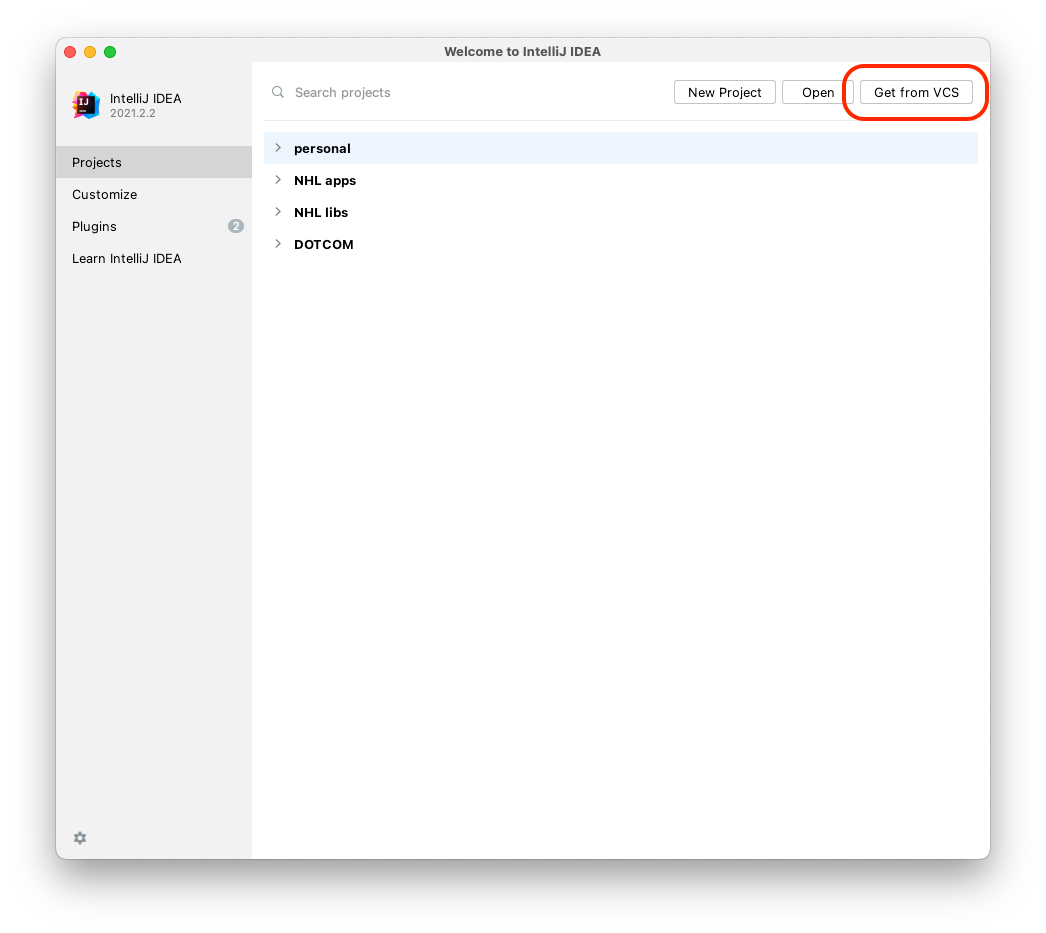 Welcome to IntelliJ IDEA
IJ
IntelliJ IDEA
2021.2.2
Projects
Customize
Plugins
2
Learn IntelliJ IDEA
Search projects
New Project
Open
Get from VCS
personal
NHL apps
NHL libs
DOTCOM